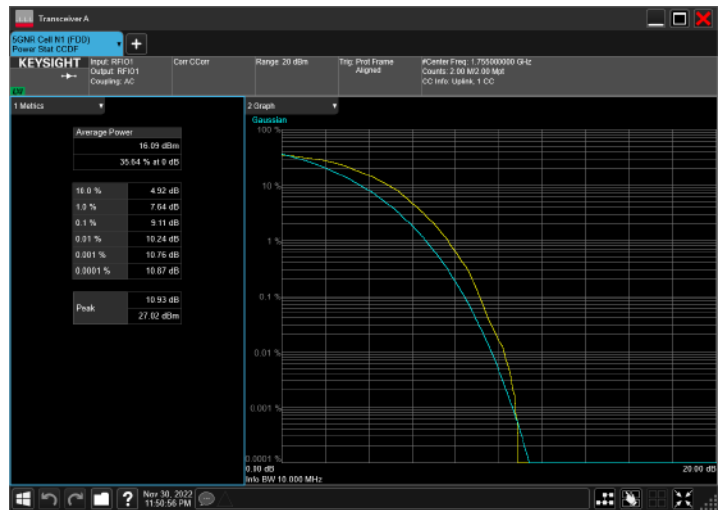 Transceiver A
5GNR Cell N1 (FDD)
Power Stat CCDF
KEYSIGHT
Input: RFIO1
Output: RFIO1
Coupling: AC
Corr CCorr
Range: 20 dBm
Trig: Prot Frame
Aligned
#Center Freq: 1.755000000 GHz
Counts: 2.00 M/2.00 Mpt
CC Info: Uplink, 1 CC
1 Metrics
Average Power
16.09 dBm
35.64 % at 0 dB
10.0 % 4.92 dB
1.0 % 7.64 dB
0.1 % 9.11 dB
0.01 % 10.24 dB
0.001 % 10.76 dB
0.0001 % 10.87 dB
Peak
10.93 dB
27.02 dBm
2 Graph
Gaussian
100 %
10 %
1 %
0.1 %
0.01 %
0.001 %
0.0001 %
0.00 dB
20.00 dB
Info BW 10.000 MHz
?
Nov 30, 2022
11:50:56 PM